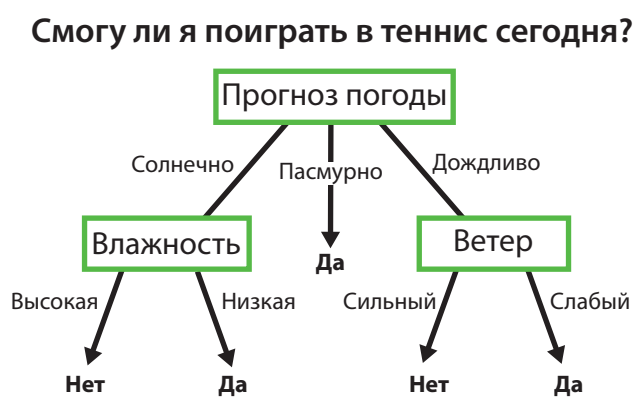 Смогу ли я поиграть в теннис сегодня?
Прогноз погоды
Солнечно
Пасмурно
Дождливо
Влажность
Да
Ветер
Высокая
Низкая
Сильный
Слабый
Нет
Да
Нет
Да